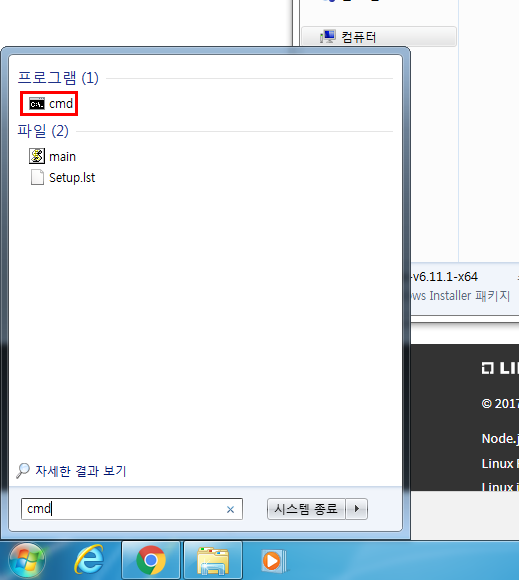 컴퓨터
프로그램 (1)
cmd
파일 (2)
main
Setup.lst
-v6.11.1-x64
ows Installer 패키지
LI
© 2017
Node.j
Linux
Linux i
자세한 결과 보기
cmd
시스템 종료